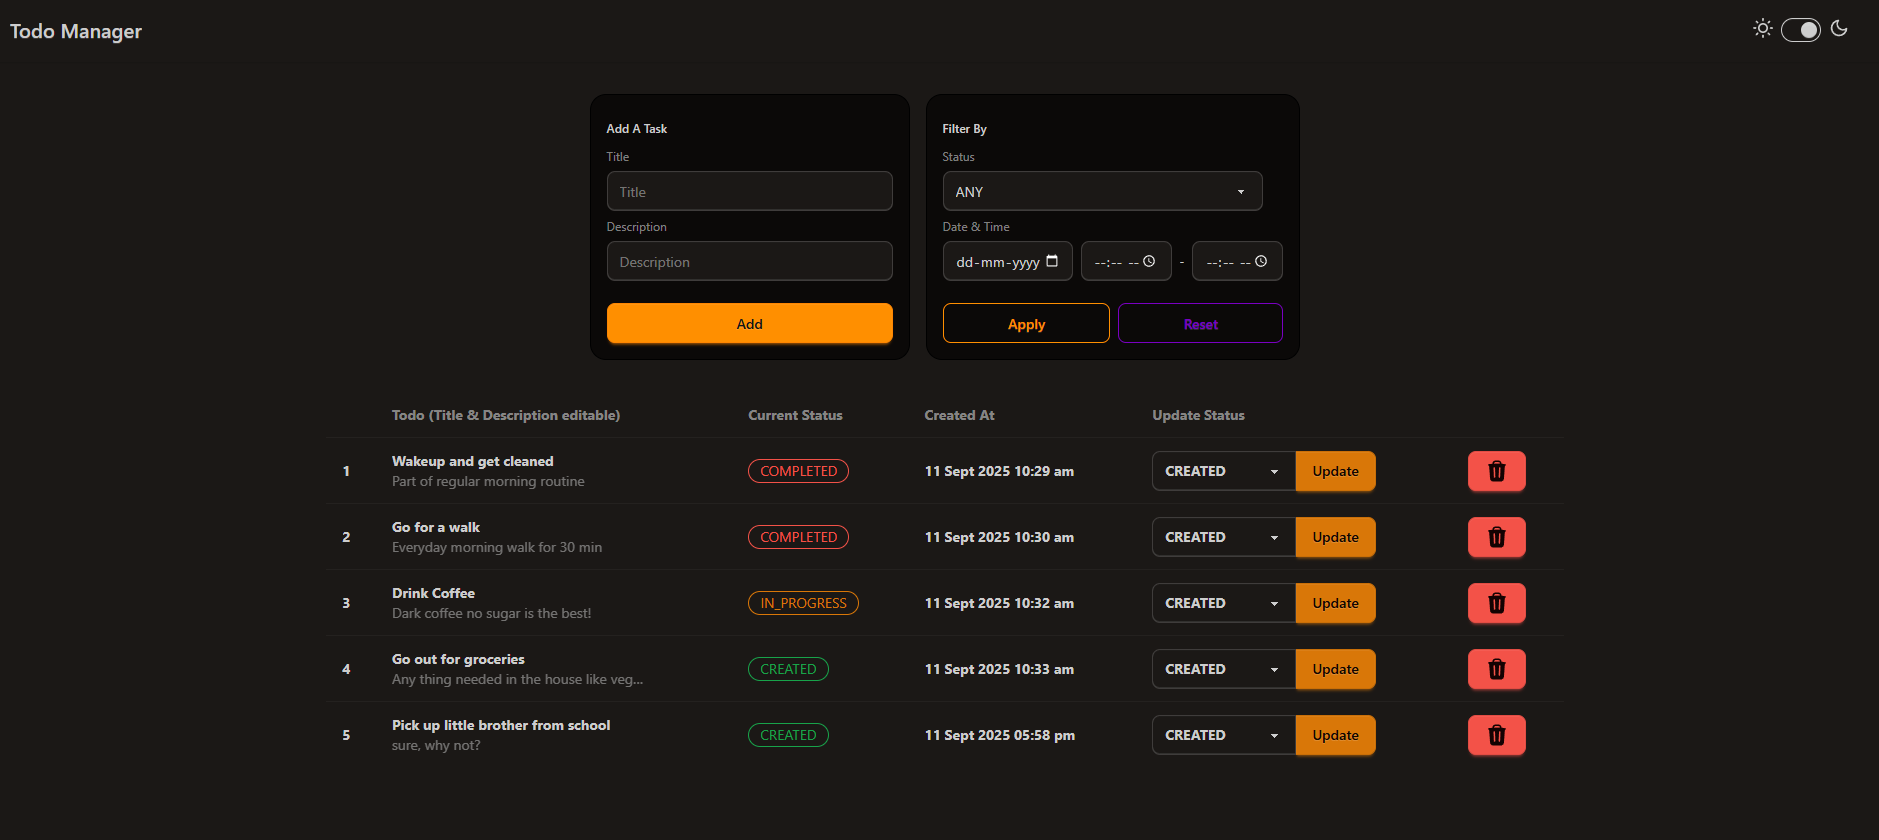 Todo Manager
Add A Task
Title
Title
Description
Description
Add
Filter By
Status
ANY
Date & Time
dd-mm-yyyy --:-- -- - --:-- --
Apply Reset
Todo (Title & Description editable) Current Status Created At Update Status
1 Wakeup and get cleaned COMPLETED 11 Sept 2025 10:29 am CREATED Update
Part of regular morning routine
2 Go for a walk COMPLETED 11 Sept 2025 10:30 am CREATED Update
Everyday morning walk for 30 min
3 Drink Coffee IN_PROGRESS 11 Sept 2025 10:32 am CREATED Update
Dark coffee no sugar is the best!
4 Go out for groceries CREATED 11 Sept 2025 10:33 am CREATED Update
Any thing needed in the house like veg...
5 Pick up little brother from school CREATED 11 Sept 2025 05:58 pm CREATED Update
sure, why not?